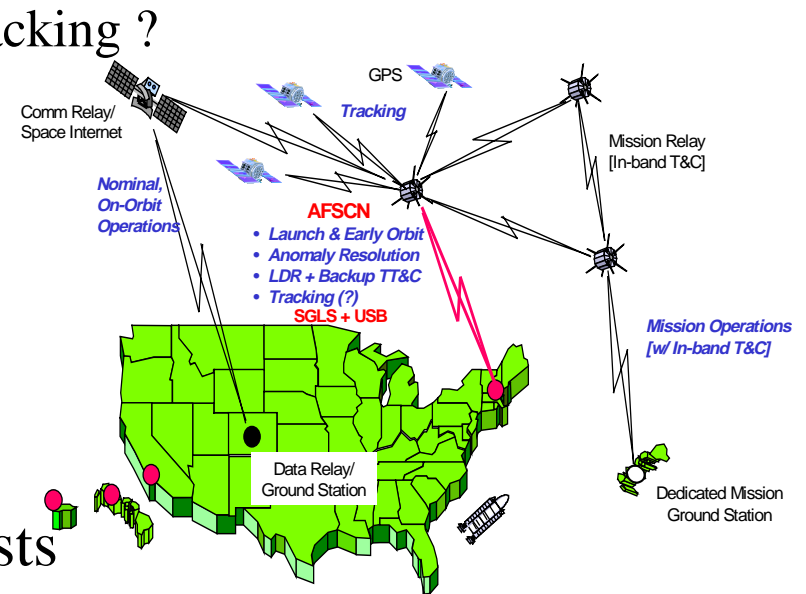 acking ?
GPS
Comm Relay/
Space Internet
Tracking
Mission Relay
[In-band T&C]
Nominal,
On-Orbit
Operations
AFSCN
• Launch & Early Orbit
• Anomaly Resolution
• LDR + Backup TT&C
• Tracking (?)
SGLS + USB
Mission Operations
[w/ In-band T&C]
Data Relay/
Ground Station
Dedicated Mission
Ground Station
sts